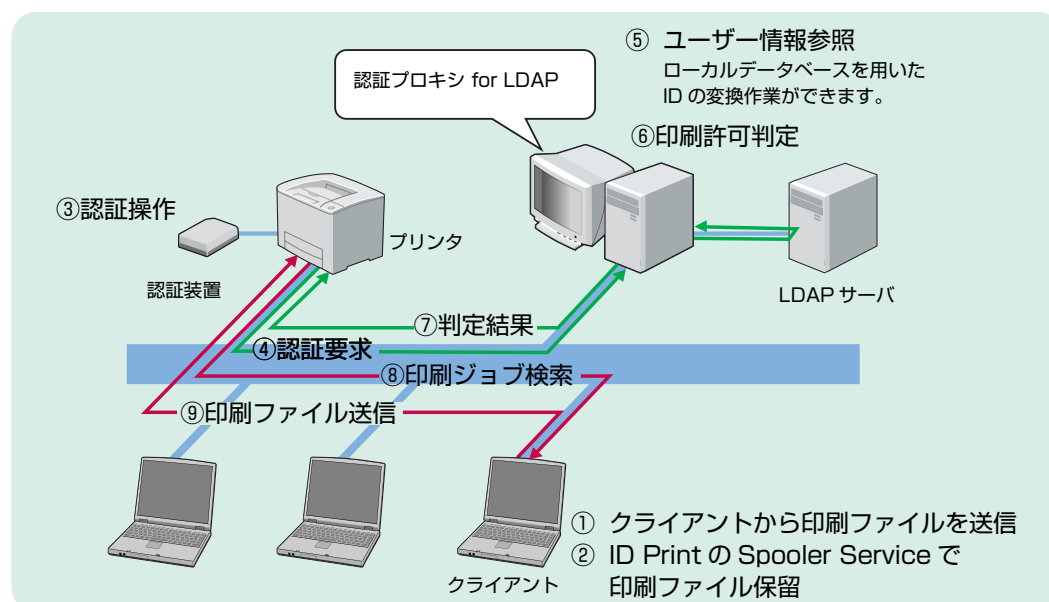 ⑤ ユーザー情報参照
ローカルデータベースを用いた
ID の変換作業ができます。
認証プロキシ for LDAP
⑥印刷許可判定
③認証操作
プリンタ
認証装置
LDAP サーバ
⑦判定結果
④認証要求
⑧印刷ジョブ検索
⑨印刷ファイル送信
① クライアントから印刷ファイルを送信
② ID Print の Spooler Service で
印刷ファイル保留
クライアント